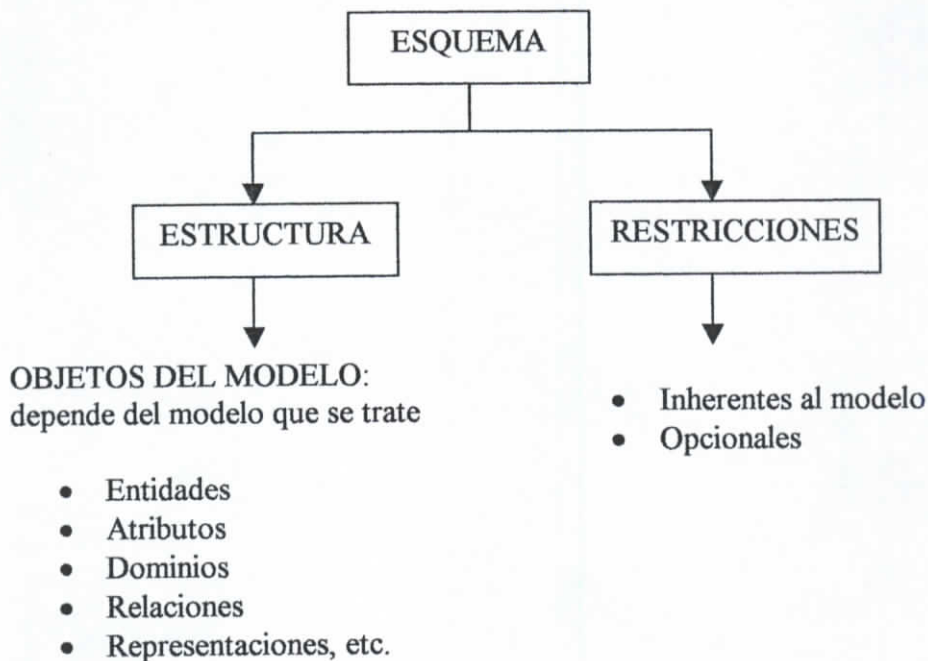 ESQUEMA
ESTRUCTURA
RESTRICCIONES
OBJETOS DEL MODELO:
depende del modelo que se trate
• Entidades
• Atributos
• Dominios
• Relaciones
• Representaciones, etc.
• Inherentes al modelo
• Opcionales